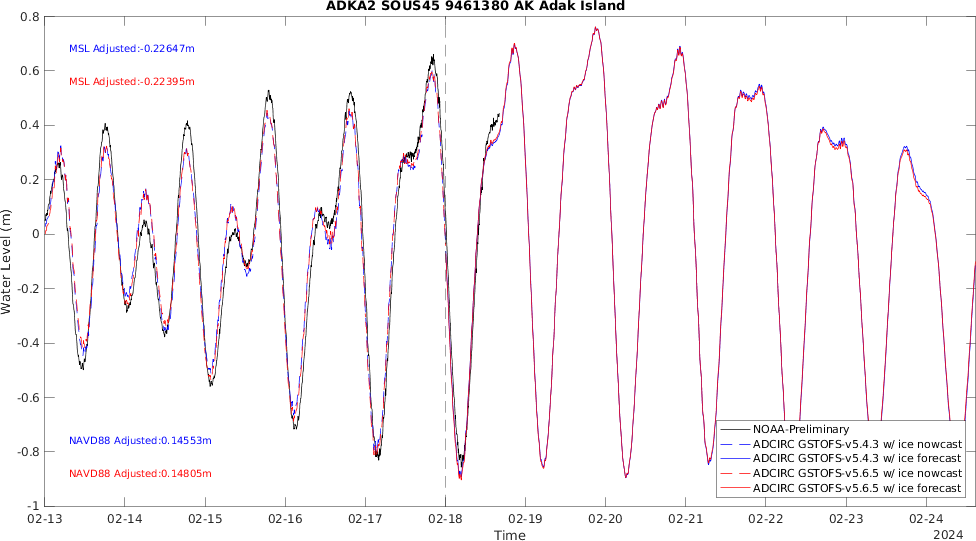 ADKA2 SOUS45 9461380 AK Adak Island
0.8
0.6
0.4
0.2
0
-0.2
-0.4
-0.6
-0.8
-1
Water Level (m)
MSL Adjusted:-0.22647m
MSL Adjusted:-0.22395m
NAVD88 Adjusted:0.14553m
NAVD88 Adjusted:0.14805m
NOAA-Preliminary
ADCIRC GSTOFS-v5.4.3 w/ ice nowcast
ADCIRC GSTOFS-v5.4.3 w/ ice forecast
ADCIRC GSTOFS-v5.6.5 w/ ice nowcast
ADCIRC GSTOFS-v5.6.5 w/ ice forecast
02-13 02-14 02-15 02-16 02-17 02-18 02-19 02-20 02-21 02-22 02-23 02-24
Time
2024